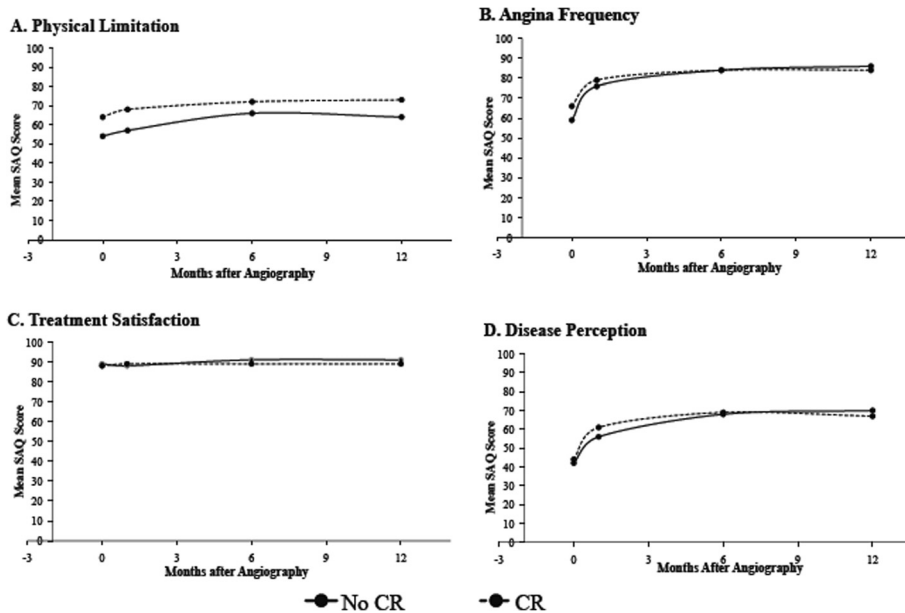 A. Physical Limitation
100
90
80
70
60
50
40
30
20
10
0
Mean SAQ Score
-3 0 3 6 9 12
Months after Angiography
B. Angina Frequency
100
90
80
70
60
50
40
30
20
10
0
Mean SAQ Score
-3 0 3 6 9 12
Months after Angiography
C. Treatment Satisfaction
100
90
80
70
60
50
40
30
20
10
0
Mean SAQ Score
-3 0 3 6 9 12
Months after Angiography
D. Disease Perception
100
90
80
70
60
50
40
30
20
10
0
Mean SAQ Score
-3 0 3 6 9 12
Months After Angiography
No CR CR